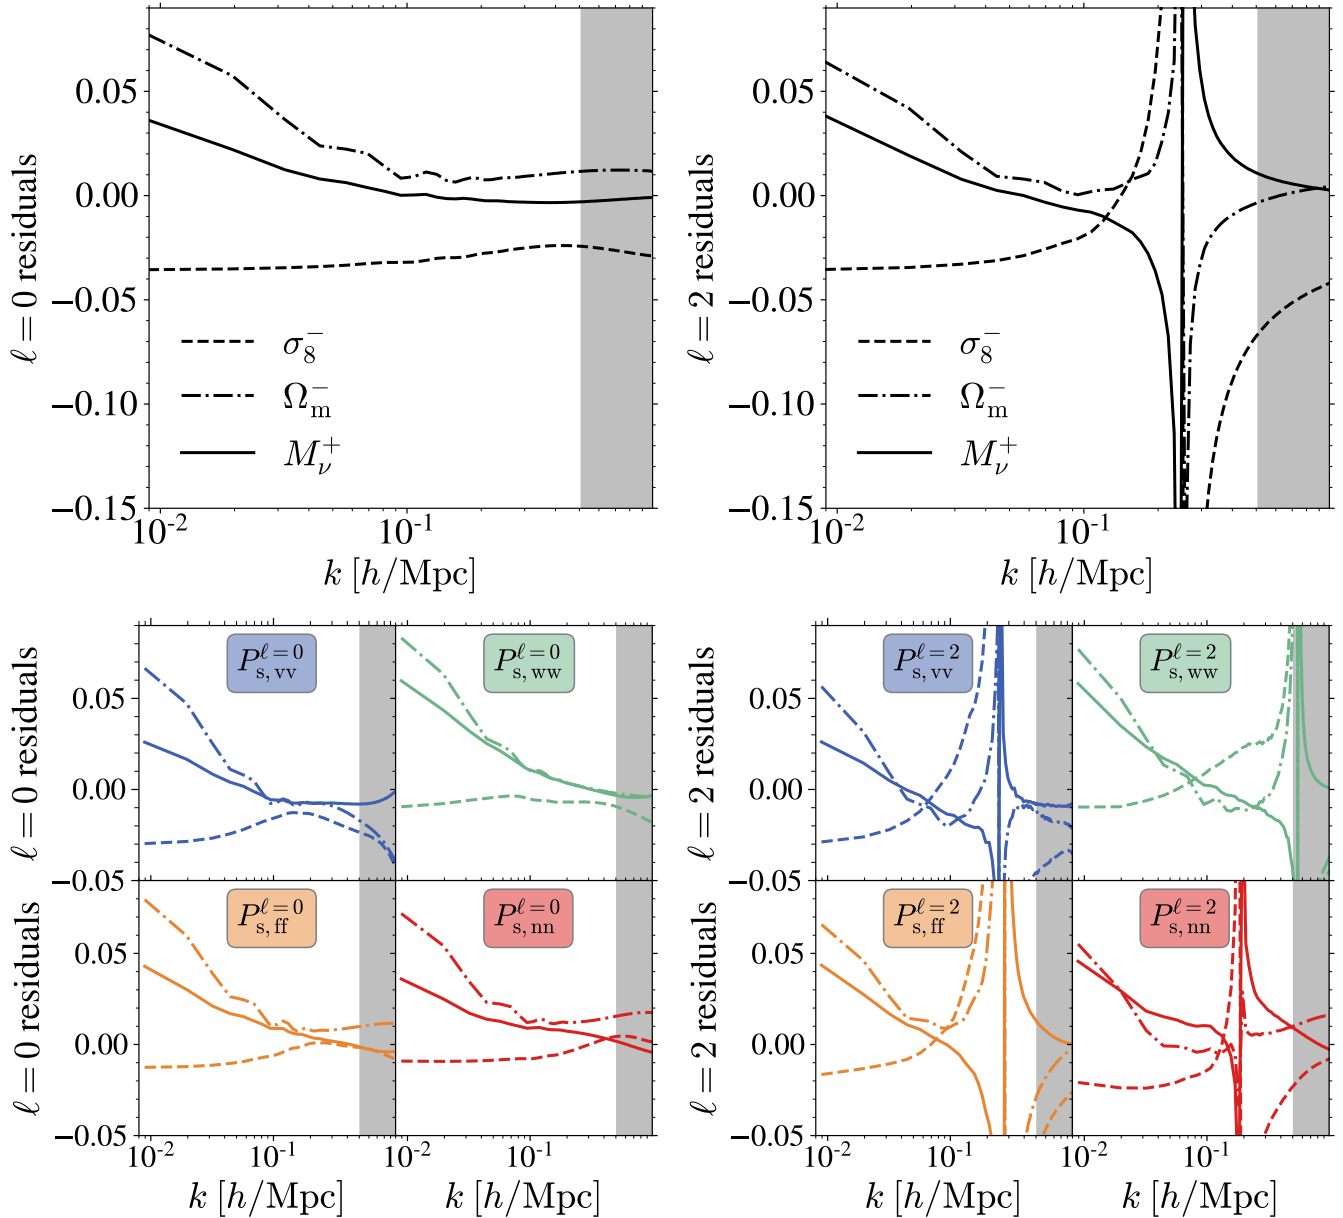 0.05
0.00
−0.05
−0.10
−0.15
ℓ = 0 residuals
σ₈⁻
Ωₘ⁻
M_ν⁺
10⁻² 10⁻¹
k [h/Mpc]
0.05
0.00
−0.05
−0.10
−0.15
ℓ = 2 residuals
σ₈⁻
Ωₘ⁻
M_ν⁺
10⁻² 10⁻¹
k [h/Mpc]
P^{ℓ=0}_{s,vv} P^{ℓ=0}_{s,ww}
0.05
0.00
−0.05
ℓ = 0 residuals
P^{ℓ=0}_{s,ff} P^{ℓ=0}_{s,nn}
0.05
0.00
−0.05
ℓ = 0 residuals
10⁻² 10⁻¹ 10⁻² 10⁻¹
k [h/Mpc] k [h/Mpc]
P^{ℓ=2}_{s,vv} P^{ℓ=2}_{s,ww}
0.05
0.00
−0.05
ℓ = 2 residuals
P^{ℓ=2}_{s,ff} P^{ℓ=2}_{s,nn}
0.05
0.00
−0.05
ℓ = 2 residuals
10⁻² 10⁻¹ 10⁻² 10⁻¹
k [h/Mpc] k [h/Mpc]